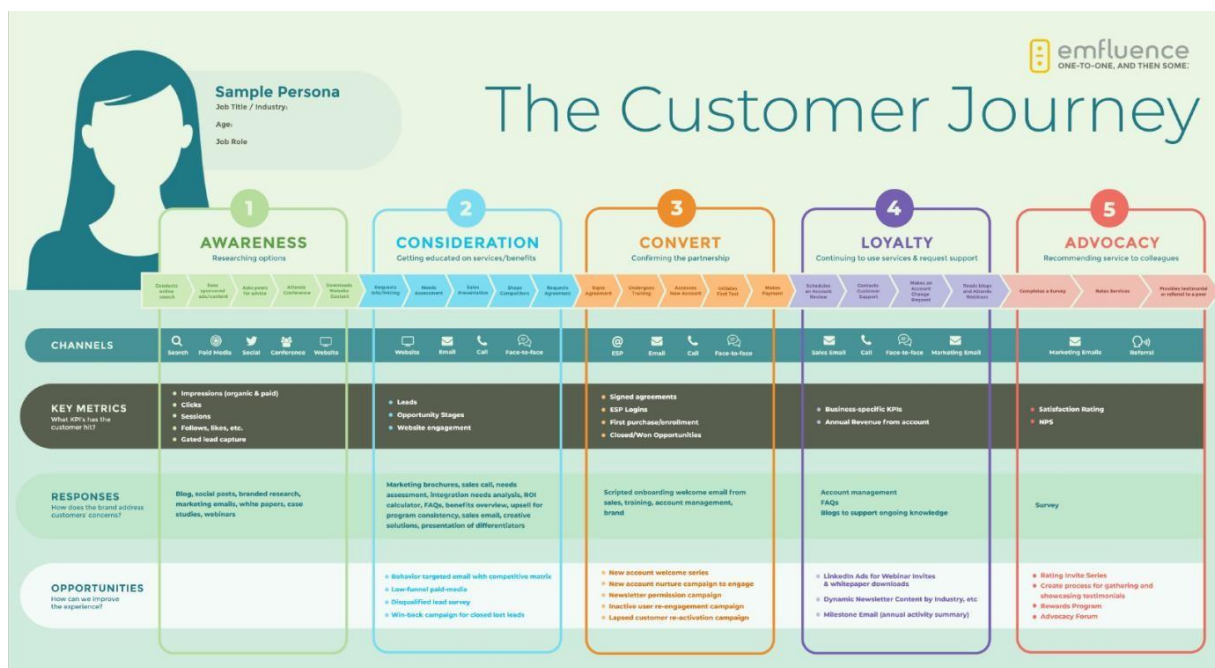 emfluence
ONE-TO-ONE, AND THEN SOME.
The Customer Journey
Sample Persona
Job Title / Industry:
Age:
Job Role
1
AWARENESS
Researching options
2
CONSIDERATION
Getting educated on services/benefits
3
CONVERT
Confirming the partnership
4
LOYALTY
Continuing to use services & request support
5
ADVOCACY
Recommending service to colleagues
Conducts
online
search
Sees
sponsored
ads/content
Asks peers
for advice
Attends
Conference
Downloads
Website
Content
Requests
Info/Pricing
Needs
Assessment
Sales
Presentation
Shops
Competitors
Requests
Agreement
Signs
Agreement
Undergoes
Training
Accesses
New Account
Initiates
First Test
Makes
Payment
Schedules
an Account
Review
Contacts
Customer
Support
Makes an
Account
Change
Request
Reads blogs
and Attends
Webinars
Completes a Survey
Rates Services
Provides testimonial
or referral to a peer
CHANNELS
Search
Paid Media
Social
Conference
Website
Website
Email
Call
Face-to-face
@
ESP
Email
Call
Face-to-face
Sales Email
Call
Face-to-face
Marketing Email
Marketing Emails
Referral
KEY METRICS
What KPI's has the
customer hit?
Impressions (organic & paid)
Clicks
Sessions
Follows, likes, etc.
Gated lead capture
Leads
Opportunity Stages
Website engagement
Signed agreements
ESP Logins
First purchase/enrollment
Closed/Won Opportunities
Business-specific KPIs
Annual Revenue from account
Satisfaction Rating
NPS
RESPONSES
How does the brand address
customers' concerns?
Blog, social posts, branded research,
marketing emails, white papers, case
studies, webinars
Marketing brochures, sales call, needs
assessment, integration needs analysis, ROI
calculator, FAQs, benefits overview, upsell for
program consistency, sales email, creative
solutions, presentation of differentiators
Scripted onboarding welcome email from
sales, training, account management,
brand
Account management
FAQs
Blogs to support ongoing knowledge
Survey
OPPORTUNITIES
How can we improve
the experience?
Behavior targeted email with competitive matrix
Low-funnel paid-media
Disqualified lead survey
Win-back campaign for closed lost leads
New account welcome series
New account nurture campaign to engage
Newsletter permission campaign
Inactive user re-engagement campaign
Lapsed customer re-activation campaign
LinkedIn Ads for Webinar Invites
& whitepaper downloads
Dynamic Newsletter Content by Industry, etc
Milestone Email (annual activity summary)
Rating Invite Series
Create process for gathering and
showcasing testimonials
Rewards Program
Advocacy Forum